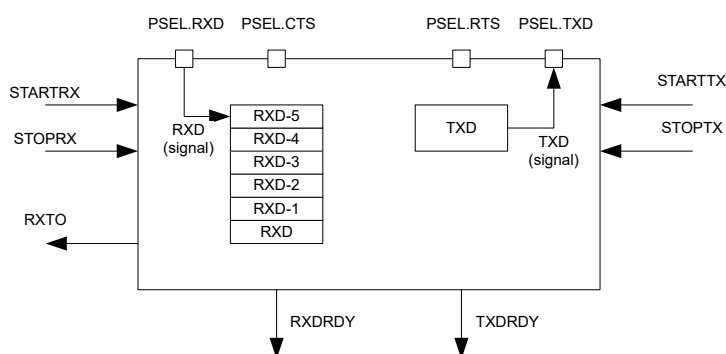 PSEL.RXD PSEL.CTS PSEL.RTS PSEL.TXD
STARTRX
STARTTX
RXD-5
RXD
(signal)
RXD-4
TXD
TXD
(signal)
STOPRX
STOPTX
RXD-3
RXD-2
RXD-1
RXTO
RXD
RXDRDY
TXDRDY